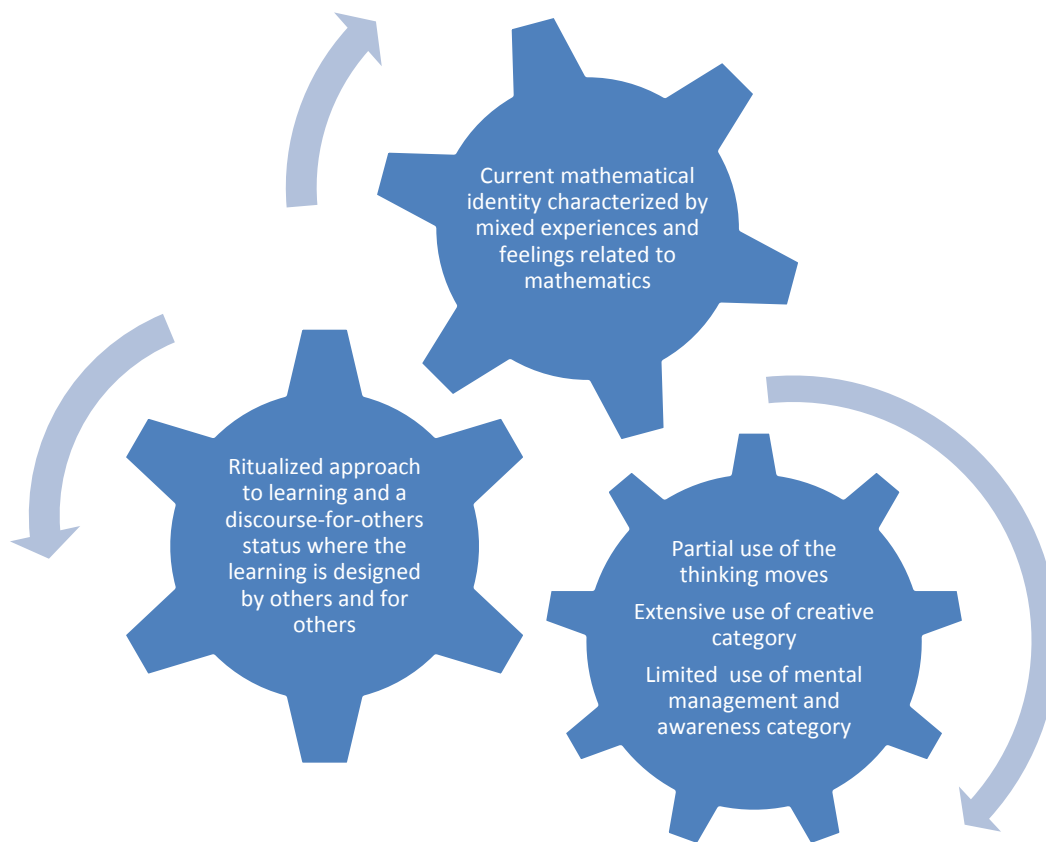 Current mathematical
identity characterized by
mixed experiences and
feelings related to
mathematics
Ritualized approach
to learning and a
discourse-for-others
status where the
learning is designed
by others and for
others
Partial use of the
thinking moves
Extensive use of creative
category
Limited  use of mental
management and
awareness category